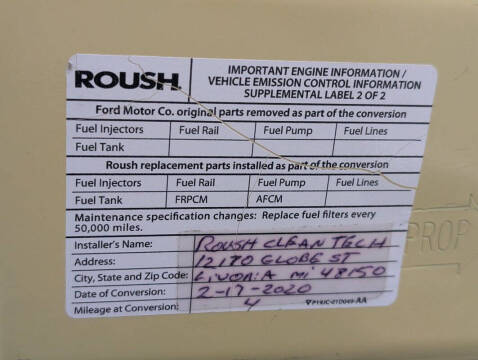 ROUSH IMPORTANT ENGINE INFORMATION /
VEHICLE EMISSION CONTROL INFORMATION
SUPPLEMENTAL LABEL 2 OF 2
Ford Motor Co. original parts removed as part of the conversion
Fuel Injectors Fuel Rail Fuel Pump Fuel Lines
Fuel Tank
Roush replacement parts installed as part of the conversion
Fuel Injectors Fuel Rail Fuel Pump Fuel Lines
Fuel Tank FRPCM AFCM
Maintenance specification changes: Replace fuel filters every
50,000 miles.
Installer's Name: ROUSH CLEANTECH
Address: 12170 GLOBE ST
City, State and Zip Code: LIVONIA MI 48150
Date of Conversion: 2-17-2020
Mileage at Conversion: 4
PROP